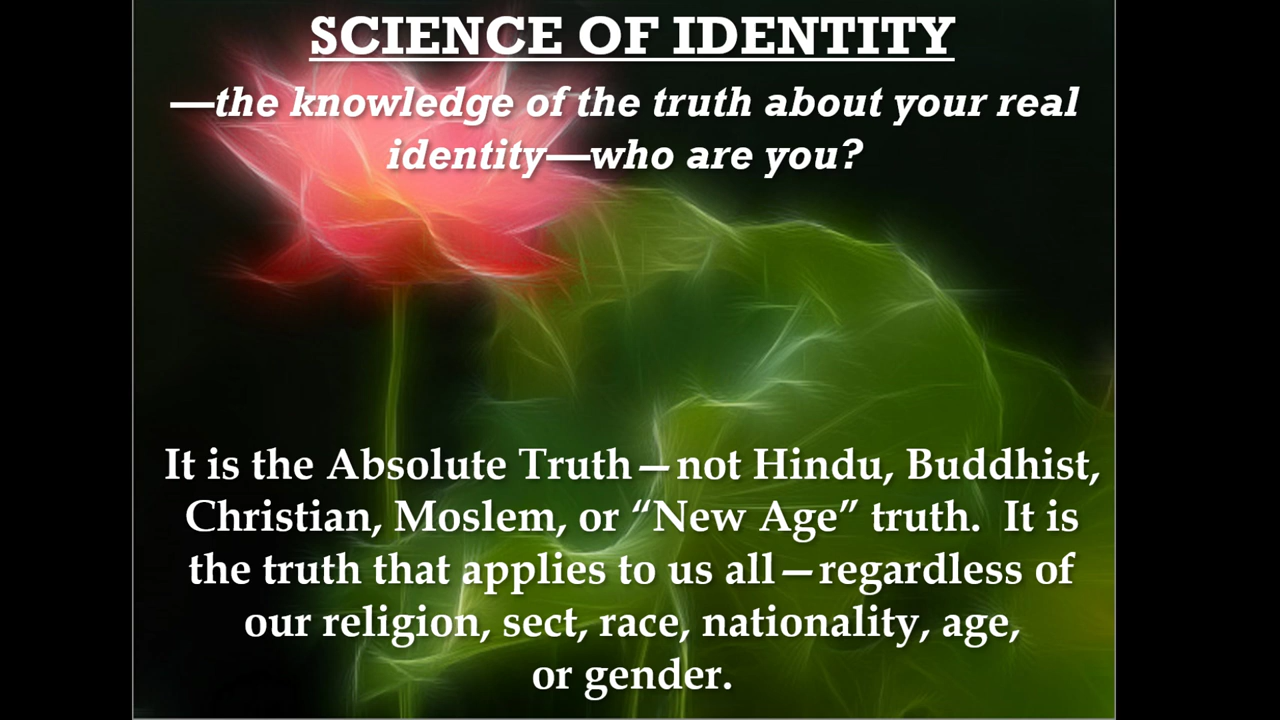 SCIENCE OF IDENTITY
—the knowledge of the truth about your real
identity—who are you?
It is the Absolute Truth—not Hindu, Buddhist,
Christian, Moslem, or “New Age” truth.  It is
the truth that applies to us all—regardless of
our religion, sect, race, nationality, age,
or gender.